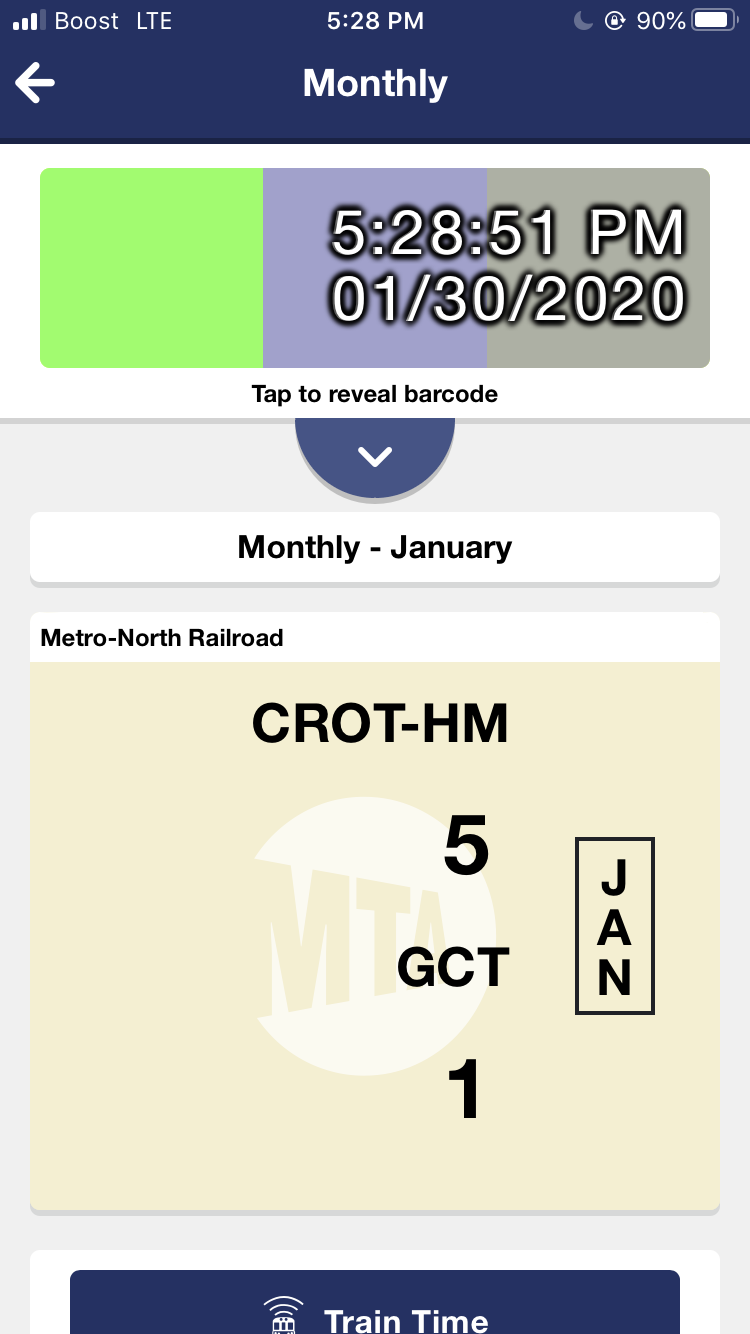 Boost LTE 5:28 PM 90%
Monthly
5:28:51 PM
01/30/2020
Tap to reveal barcode
Monthly - January
Metro-North Railroad
CROT-HM
5
MTA
GCT
1
J
A
N
Train Time